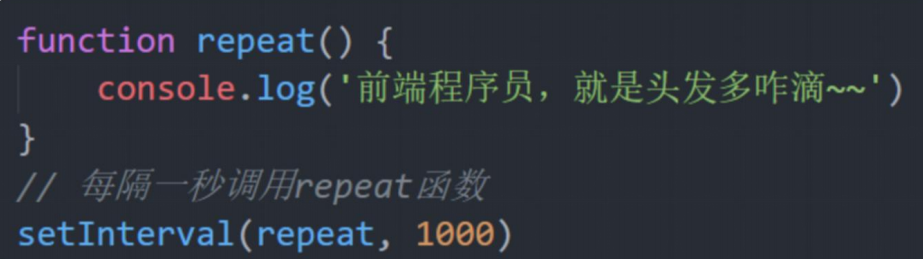 function repeat() {
    console.log('前端程序员，就是头发多咋滴~~')
}
// 每隔一秒调用repeat函数
setInterval(repeat, 1000)